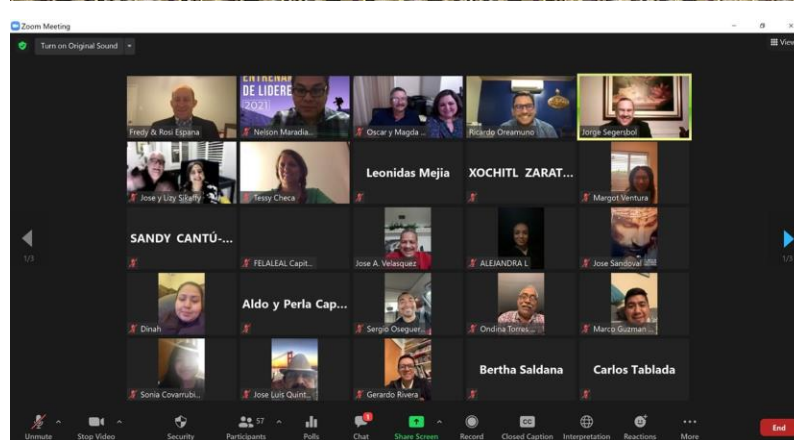 Zoom Meeting
Turn on Original Sound
View
ENTRENA
DE LIDERE
2021
Fredy & Rosi Espana
Nelson Maradia...
Oscar y Magda ...
Ricardo Oreamuno
Jorge Segersbol
Jose y Lizy Sikaffy
Tessy Checa
Leonidas Mejia
XOCHITL ZARAT...
Margot Ventura
SANDY CANTÚ-...
FELALEAL Capit...
Jose A. Velasquez
ALEJANDRA L
Jose Sandoval
1/3
1/3
Dinah
Aldo y Perla Cap...
Sergio Oseguer...
Ondina Torres ...
Marco Guzman ...
Sonia Covarrubi...
Jose Luis Quint...
Gerardo Rivera
Bertha Saldana
Carlos Tablada
57
1
CC
Unmute
Stop Video
Security
Participants
Polls
Chat
Share Screen
Record
Closed Caption
Interpretation
Reactions
More
End